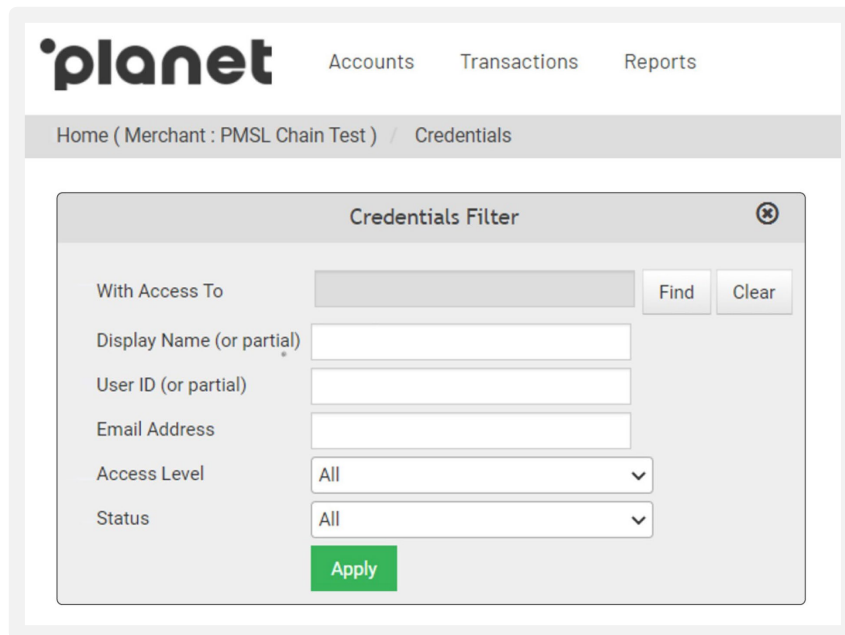 planet Accounts Transactions Reports
Home ( Merchant : PMSL Chain Test ) / Credentials
Credentials Filter
With Access To Find Clear
Display Name (or partial)
User ID (or partial)
Email Address
Access Level All
Status All
Apply